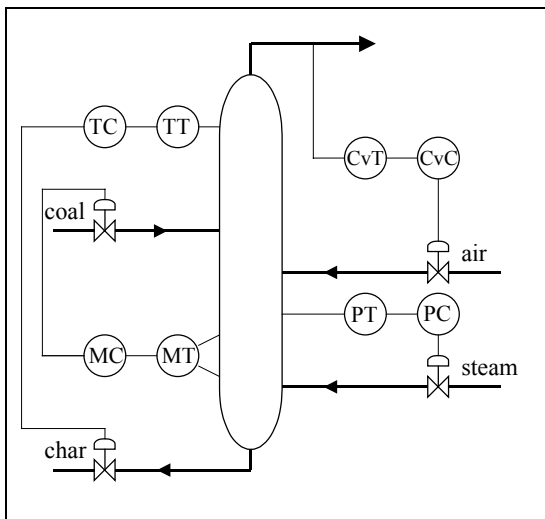 TC TT
CvT CvC
coal
air
PT PC
MC MT
steam
char